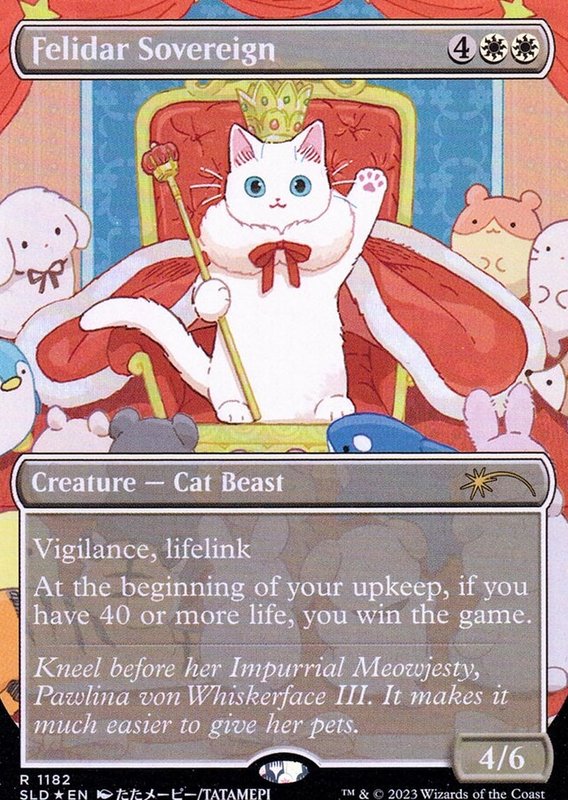 Felidar Sovereign 4
Creature — Cat Beast
Vigilance, lifelink
At the beginning of your upkeep, if you
have 40 or more life, you win the game.
Kneel before her Impurrial Meowjesty,
Pawlina von Whiskerface III. It makes it
much easier to give her pets.
4/6
R 1182
SLD★EN たたメーピー/TATAMEPI
™ & © 2023 Wizards of the Coast